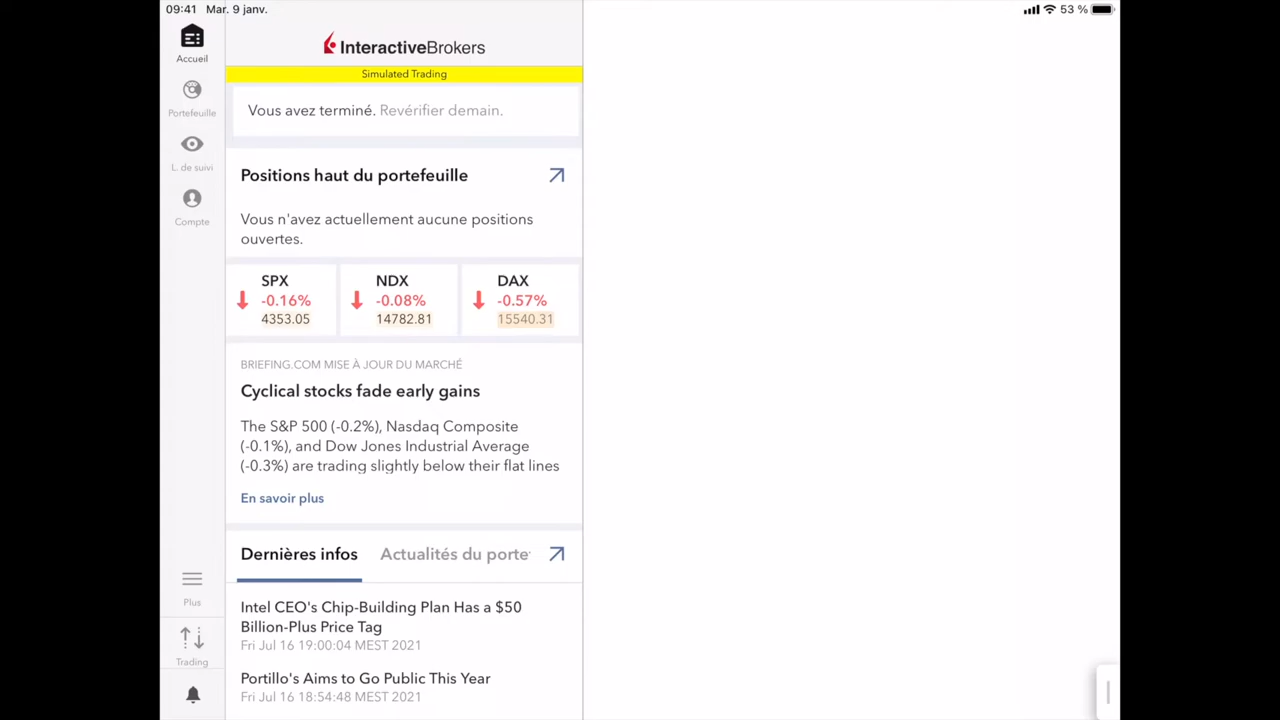 09:41 Mar. 9 janv.
53 %
Accueil
Portefeuille
L. de suivi
Compte
Plus
Trading
InteractiveBrokers
Simulated Trading
Vous avez terminé. Revérifier demain.
Positions haut du portefeuille
Vous n'avez actuellement aucune positions
ouvertes.
SPX
-0.16%
4353.05
NDX
-0.08%
14782.81
DAX
-0.57%
15540.31
BRIEFING.COM MISE À JOUR DU MARCHÉ
Cyclical stocks fade early gains
The S&P 500 (-0.2%), Nasdaq Composite
(-0.1%), and Dow Jones Industrial Average
(-0.3%) are trading slightly below their flat lines
En savoir plus
Dernières infos Actualités du porte
Intel CEO's Chip-Building Plan Has a $50
Billion-Plus Price Tag
Fri Jul 16 19:00:04 MEST 2021
Portillo's Aims to Go Public This Year
Fri Jul 16 18:54:48 MEST 2021